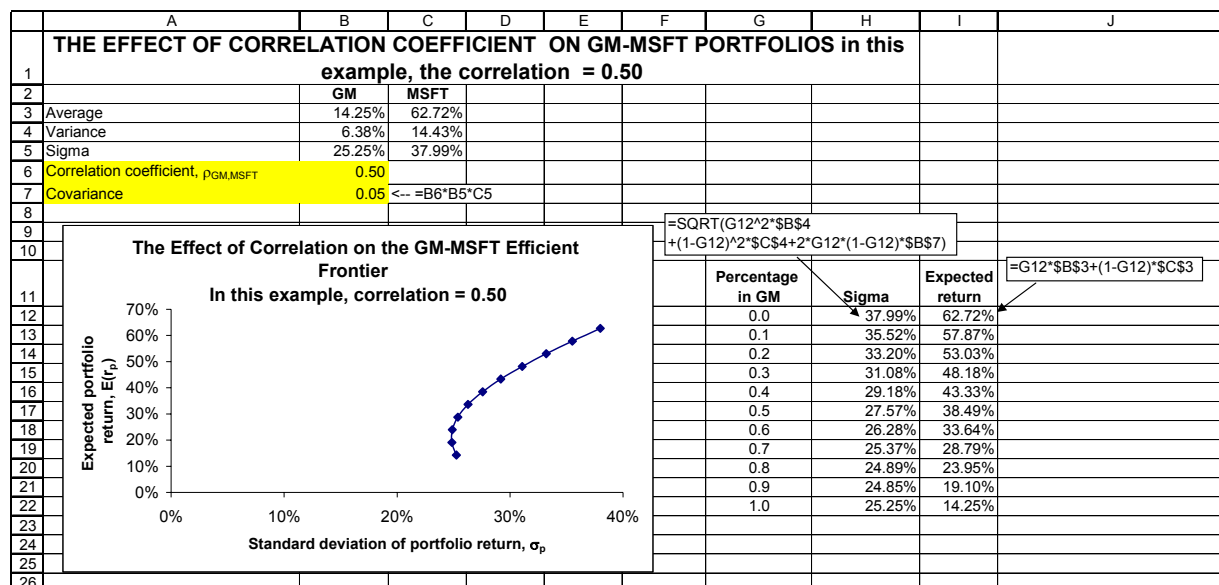 A B C D E F G H I J
THE EFFECT OF CORRELATION COEFFICIENT ON GM-MSFT PORTFOLIOS in this
1 example, the correlation = 0.50
2 GM MSFT
3 Average 14.25% 62.72%
4 Variance 6.38% 14.43%
5 Sigma 25.25% 37.99%
6 Correlation coefficient, ρGM,MSFT 0.50
7 Covariance 0.05 <-- =B6*B5*C5
8
9
10
=SQRT(G12^2*$B$4
+(1-G12)^2*$C$4+2*G12*(1-G12)*$B$7)
=G12*$B$3+(1-G12)*$C$3
Percentage Expected
11 in GM Sigma return
12 0.0 37.99% 62.72%
13 0.1 35.52% 57.87%
14 0.2 33.20% 53.03%
15 0.3 31.08% 48.18%
16 0.4 29.18% 43.33%
17 0.5 27.57% 38.49%
18 0.6 26.28% 33.64%
19 0.7 25.37% 28.79%
20 0.8 24.89% 23.95%
21 0.9 24.85% 19.10%
22 1.0 25.25% 14.25%
23
24
25
26
The Effect of Correlation on the GM-MSFT Efficient
Frontier
In this example, correlation = 0.50
Expected portfolio
return, E(rp)
70%
60%
50%
40%
30%
20%
10%
0%
0% 10% 20% 30% 40%
Standard deviation of portfolio return, σp